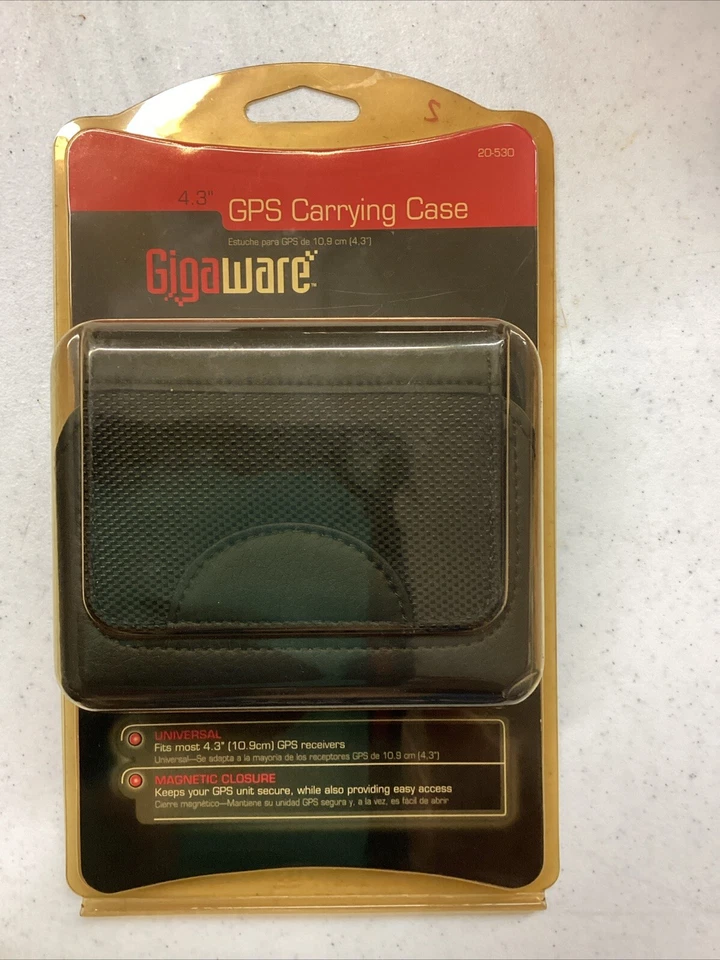 2
20-530
4.3" GPS Carrying Case
Estuche para GPS de 10,9 cm (4,3")
Gigaware™
UNIVERSAL
Fits most 4.3" (10.9cm) GPS receivers
Universal—Se adapta a la mayoría de los receptores GPS de 10.9 cm (4,3")
MAGNETIC CLOSURE
Keeps your GPS unit secure, while also providing easy access
Cierre magnético—Mantiene su unidad GPS segura y, a la vez, es fácil de abrir